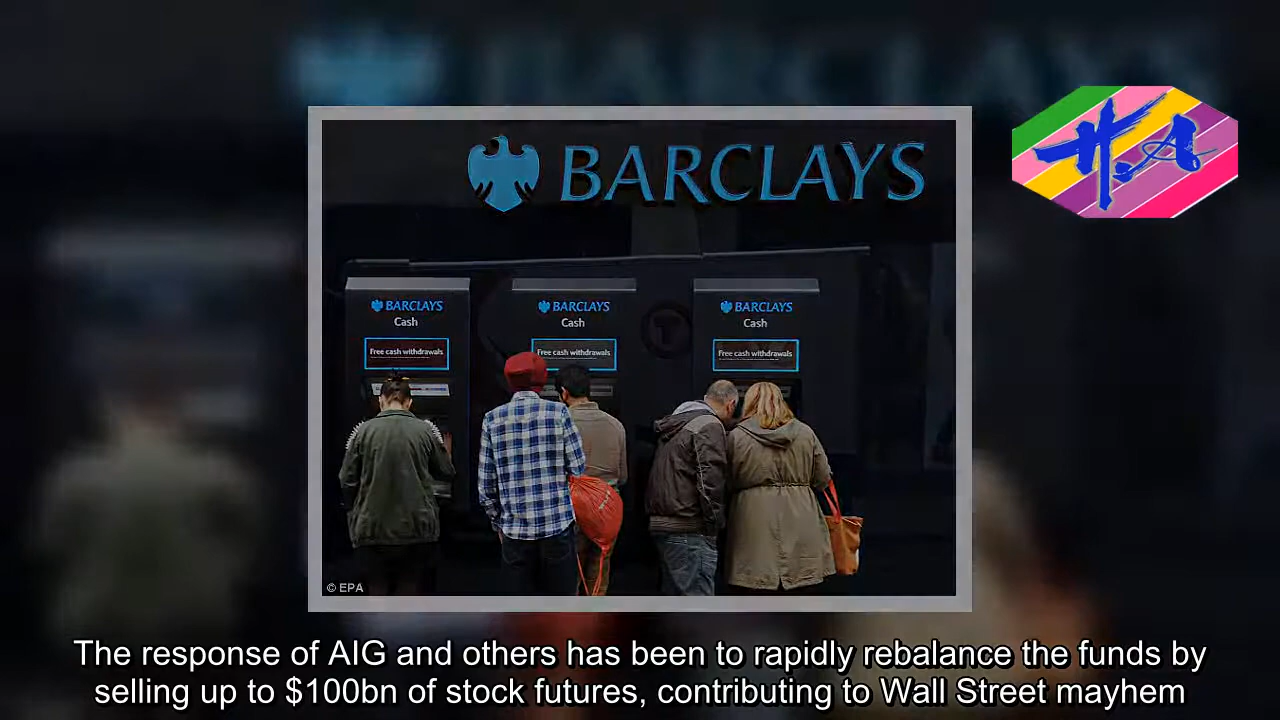 BARCLAYS
H.A
BARCLAYS
Cash
Free cash withdrawals
BARCLAYS
Cash
Free cash withdrawals
BARCLAYS
Cash
Free cash withdrawals
© EPA
The response of AIG and others has been to rapidly rebalance the funds by
selling up to $100bn of stock futures, contributing to Wall Street mayhem